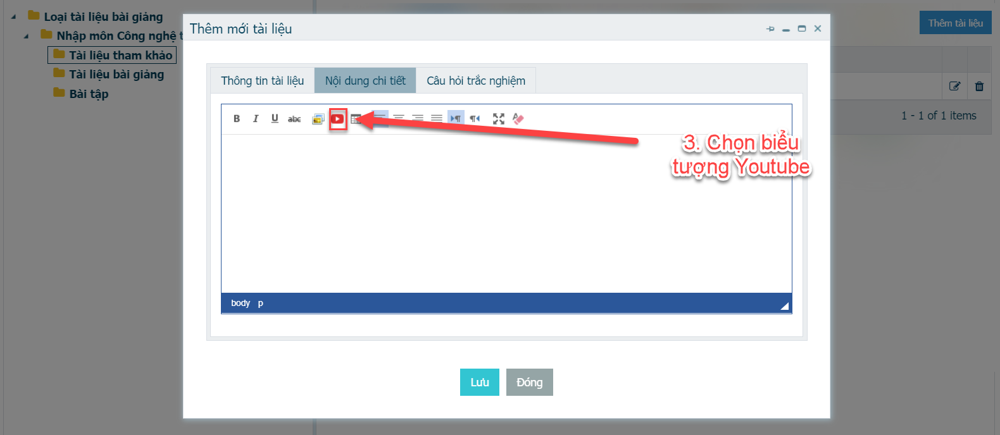 Loại tài liệu bài giảng
Nhập môn Công nghệ t
Tài liệu tham khảo
Tài liệu bài giảng
Bài tập
Thêm mới tài liệu
Thêm tài liệu
Thông tin tài liệu
Nội dung chi tiết
Câu hỏi trắc nghiệm
B I U abc
1 - 1 of 1 items
3. Chọn biểu
tượng Youtube
body p
Lưu
Đóng